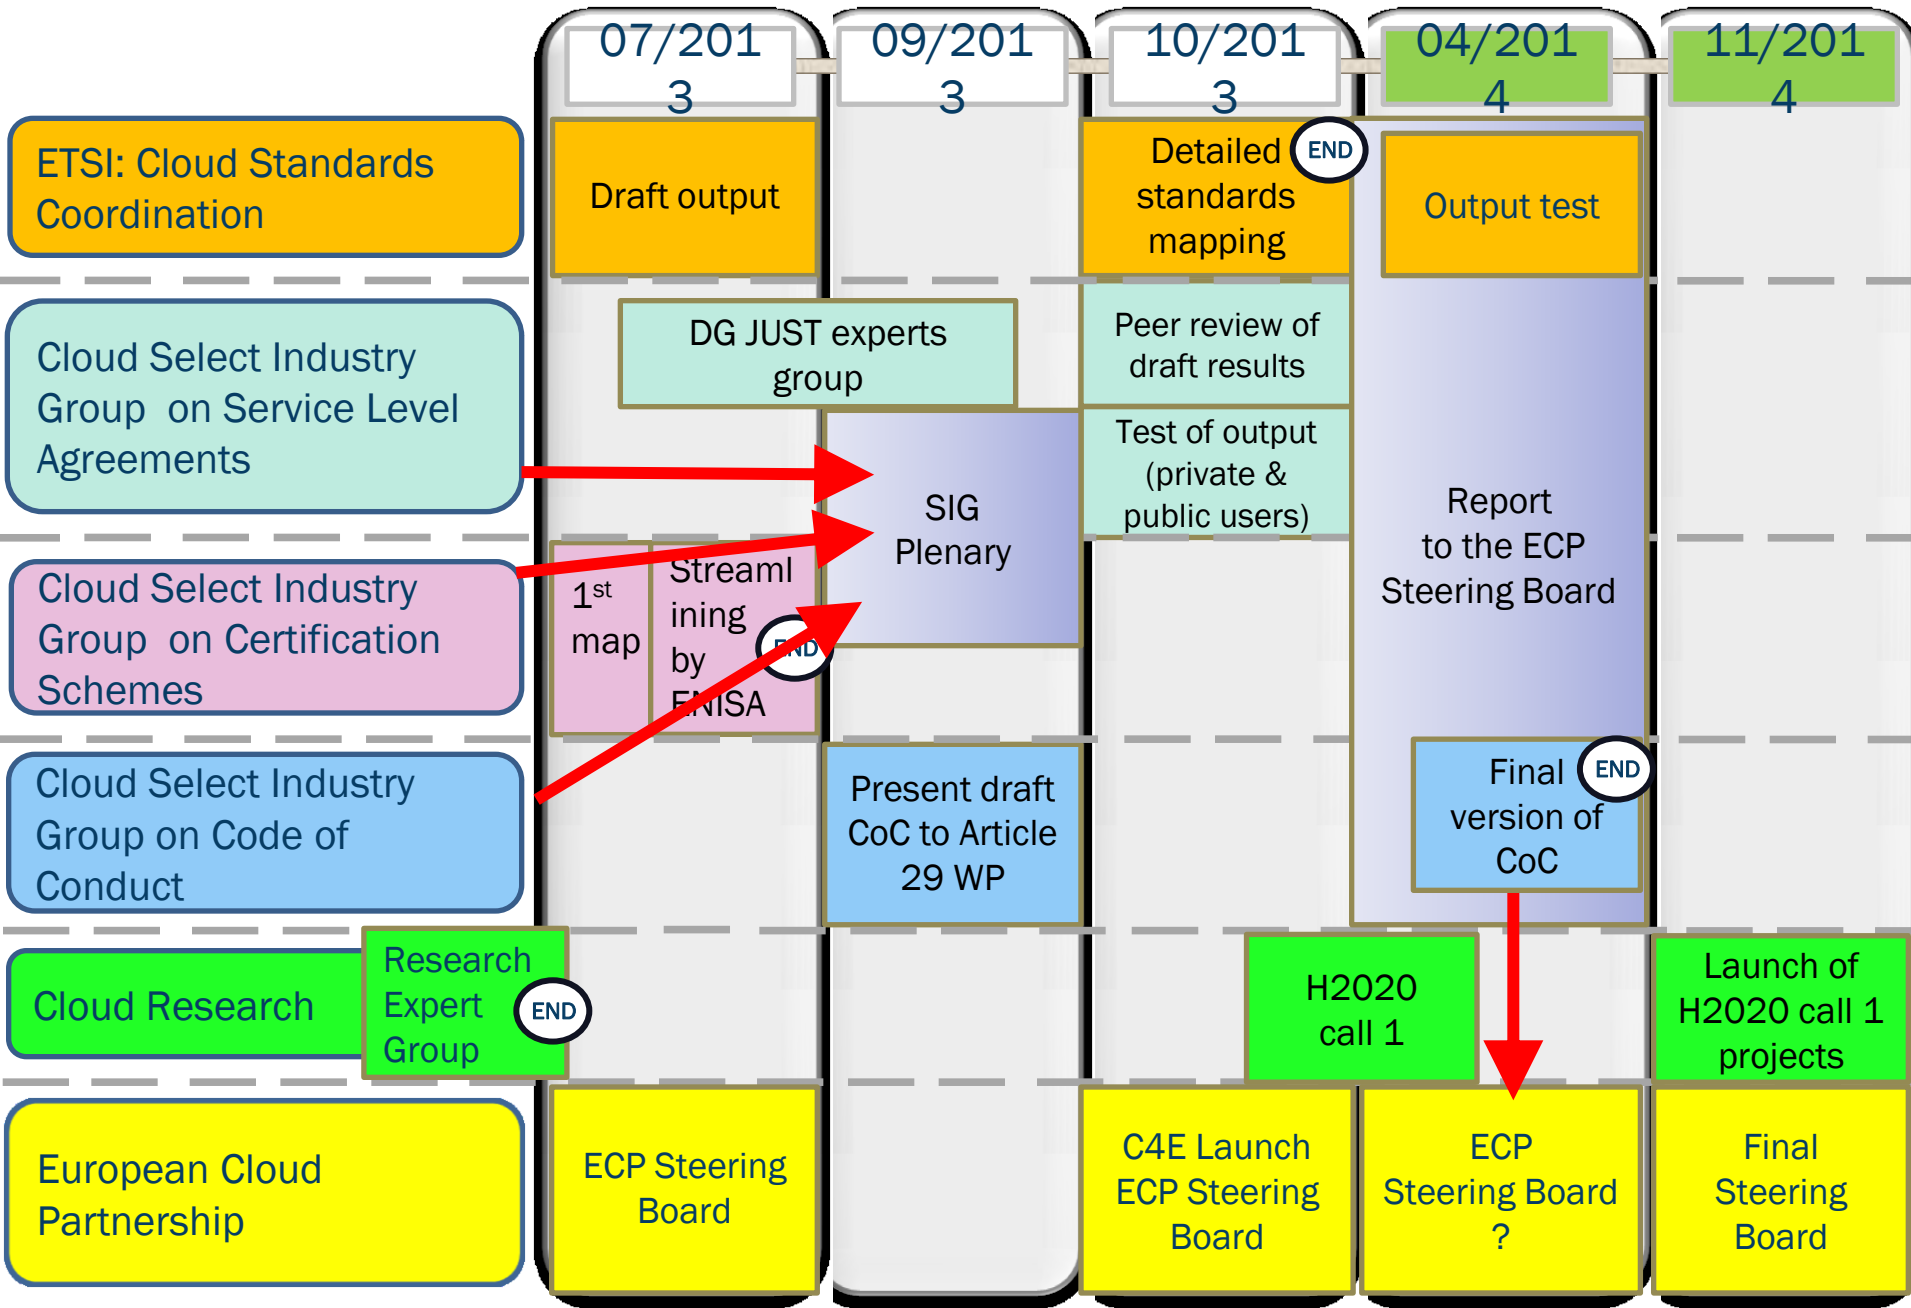 07/201
3
09/201
3
10/201
3
04/201
4
11/201
4
ETSI: Cloud Standards
Coordination
Draft output
Detailed
standards
mapping
END
Output test
Cloud Select Industry
Group on Service Level
Agreements
DG JUST experts
group
Peer review of
draft results
Test of output
(private &
public users)
SIG
Plenary
Report
to the ECP
Steering Board
Cloud Select Industry
Group on Certification
Schemes
1st
map
Streaml
ining
by
ENISA
END
Cloud Select Industry
Group on Code of
Conduct
Present draft
CoC to Article
29 WP
Final
version of
CoC
END
Cloud Research
Research
Expert
Group
END
H2020
call 1
Launch of
H2020 call 1
projects
European Cloud
Partnership
ECP Steering
Board
C4E Launch
ECP Steering
Board
ECP
Steering Board
?
Final
Steering
Board